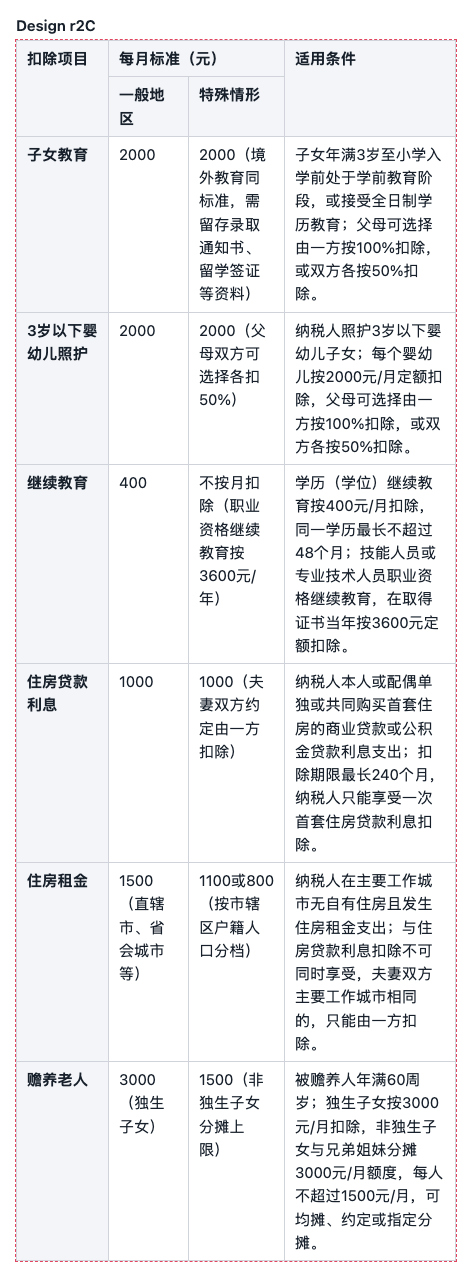 Design r2C
扣除项目
每月标准（元）
适用条件
一般地
区
特殊情形
子女教育
2000
2000（境
外教育同
标准，需
留存录取
通知书、
留学签证
等资料）
子女年满3岁至小学入
学前处于学前教育阶
段，或接受全日制学
历教育；父母可选择
由一方按100%扣除，
或双方各按50%扣
除。
3岁以下婴
幼儿照护
2000
2000（父
母双方可
选择各扣
50%）
纳税人照护3岁以下婴
幼儿子女；每个婴幼
儿按2000元/月定额扣
除，父母可选择由一
方按100%扣除，或双
方各按50%扣除。
继续教育
400
不按月扣
除（职业
资格继续
教育按
3600元/
年）
学历（学位）继续教
育按400元/月扣除，
同一学历最长不超过
48个月；技能人员或
专业技术人员职业资
格继续教育，在取得
证书当年按3600元定
额扣除。
住房贷款
利息
1000
1000（夫
妻双方约
定由一方
扣除）
纳税人本人或配偶单
独或共同购买首套住
房的商业贷款或公积
金贷款利息支出；扣
除期限最长240个月，
纳税人只能享受一次
首套住房贷款利息扣
除。
住房租金
1500
（直辖
市、省
会城市
等）
1100或800
（按市辖
区户籍人
口分档）
纳税人在主要工作城
市无自有住房且发生
住房租金支出；与住
房贷款利息扣除不可
同时享受，夫妻双方
主要工作城市相同
的，只能由一方扣
除。
赡养老人
3000
（独生
子女）
1500（非
独生子女
分摊上
限）
被赡养人年满60周
岁；独生子女按3000
元/月扣除，非独生子
女与兄弟姐妹分摊
3000元/月额度，每人
不超过1500元/月，可
均摊、约定或指定分
摊。